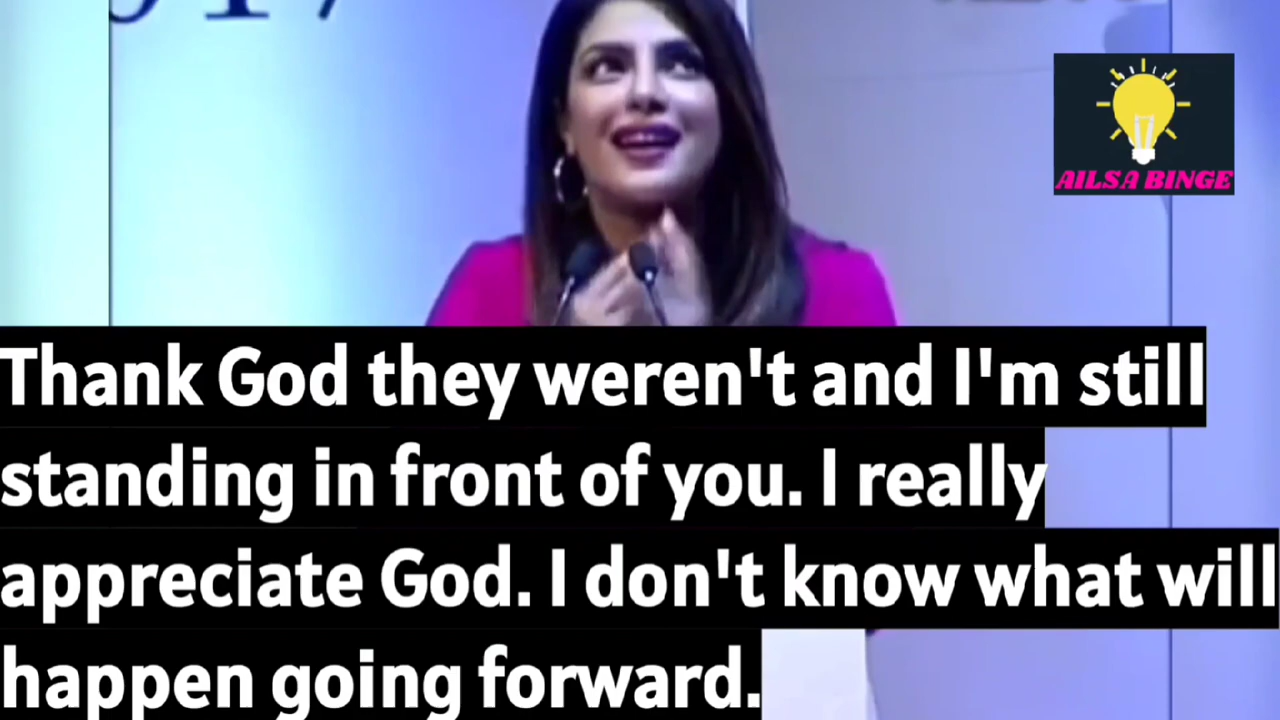 AILSA BINGE
Thank God they weren't and I'm still
standing in front of you. I really
appreciate God. I don't know what will
happen going forward.